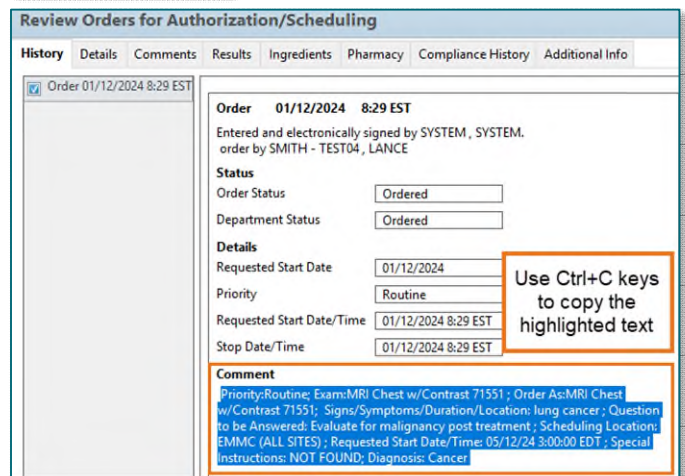 Review Orders for Authorization/Scheduling
History Details Comments Results Ingredients Pharmacy Compliance History Additional Info
Order 01/12/2024 8:29 EST
Order 01/12/2024 8:29 EST
Entered and electronically signed by SYSTEM , SYSTEM.
order by SMITH - TEST04 , LANCE
Status
Order Status Ordered
Department Status Ordered
Details
Requested Start Date 01/12/2024
Priority Routine
Requested Start Date/Time 01/12/2024 8:29 EST
Stop Date/Time 01/12/2024 8:29 EST
Use Ctrl+C keys
to copy the
highlighted text
Comment
Priority:Routine; Exam:MRI Chest w/Contrast 71551 ; Order As:MRI Chest
w/Contrast 71551; Signs/Symptoms/Duration/Location: lung cancer ; Question
to be Answered: Evaluate for malignancy post treatment ; Scheduling Location:
EMMC (ALL SITES) ; Requested Start Date/Time: 05/12/24 3:00:00 EDT ; Special
Instructions: NOT FOUND; Diagnosis: Cancer